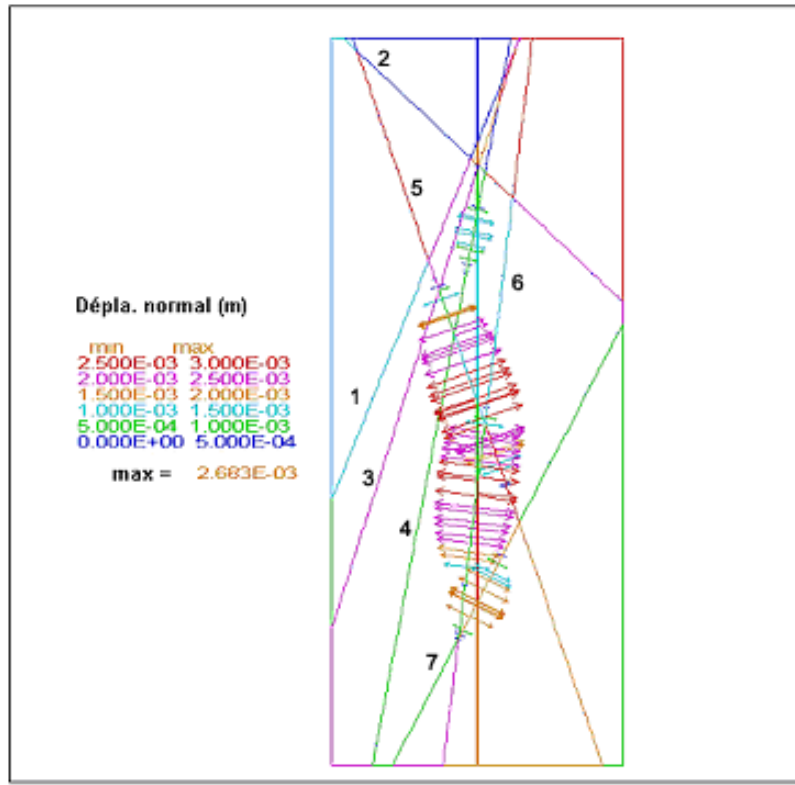 2
5
6
Dépla. normal (m)
min max
2.500E-03 3.000E-03
2.000E-03 2.500E-03
1.500E-03 2.000E-03
1.000E-03 1.500E-03
5.000E-04 1.000E-03
0.000E+00 5.000E-04
max = 2.683E-03
1
3
4
7